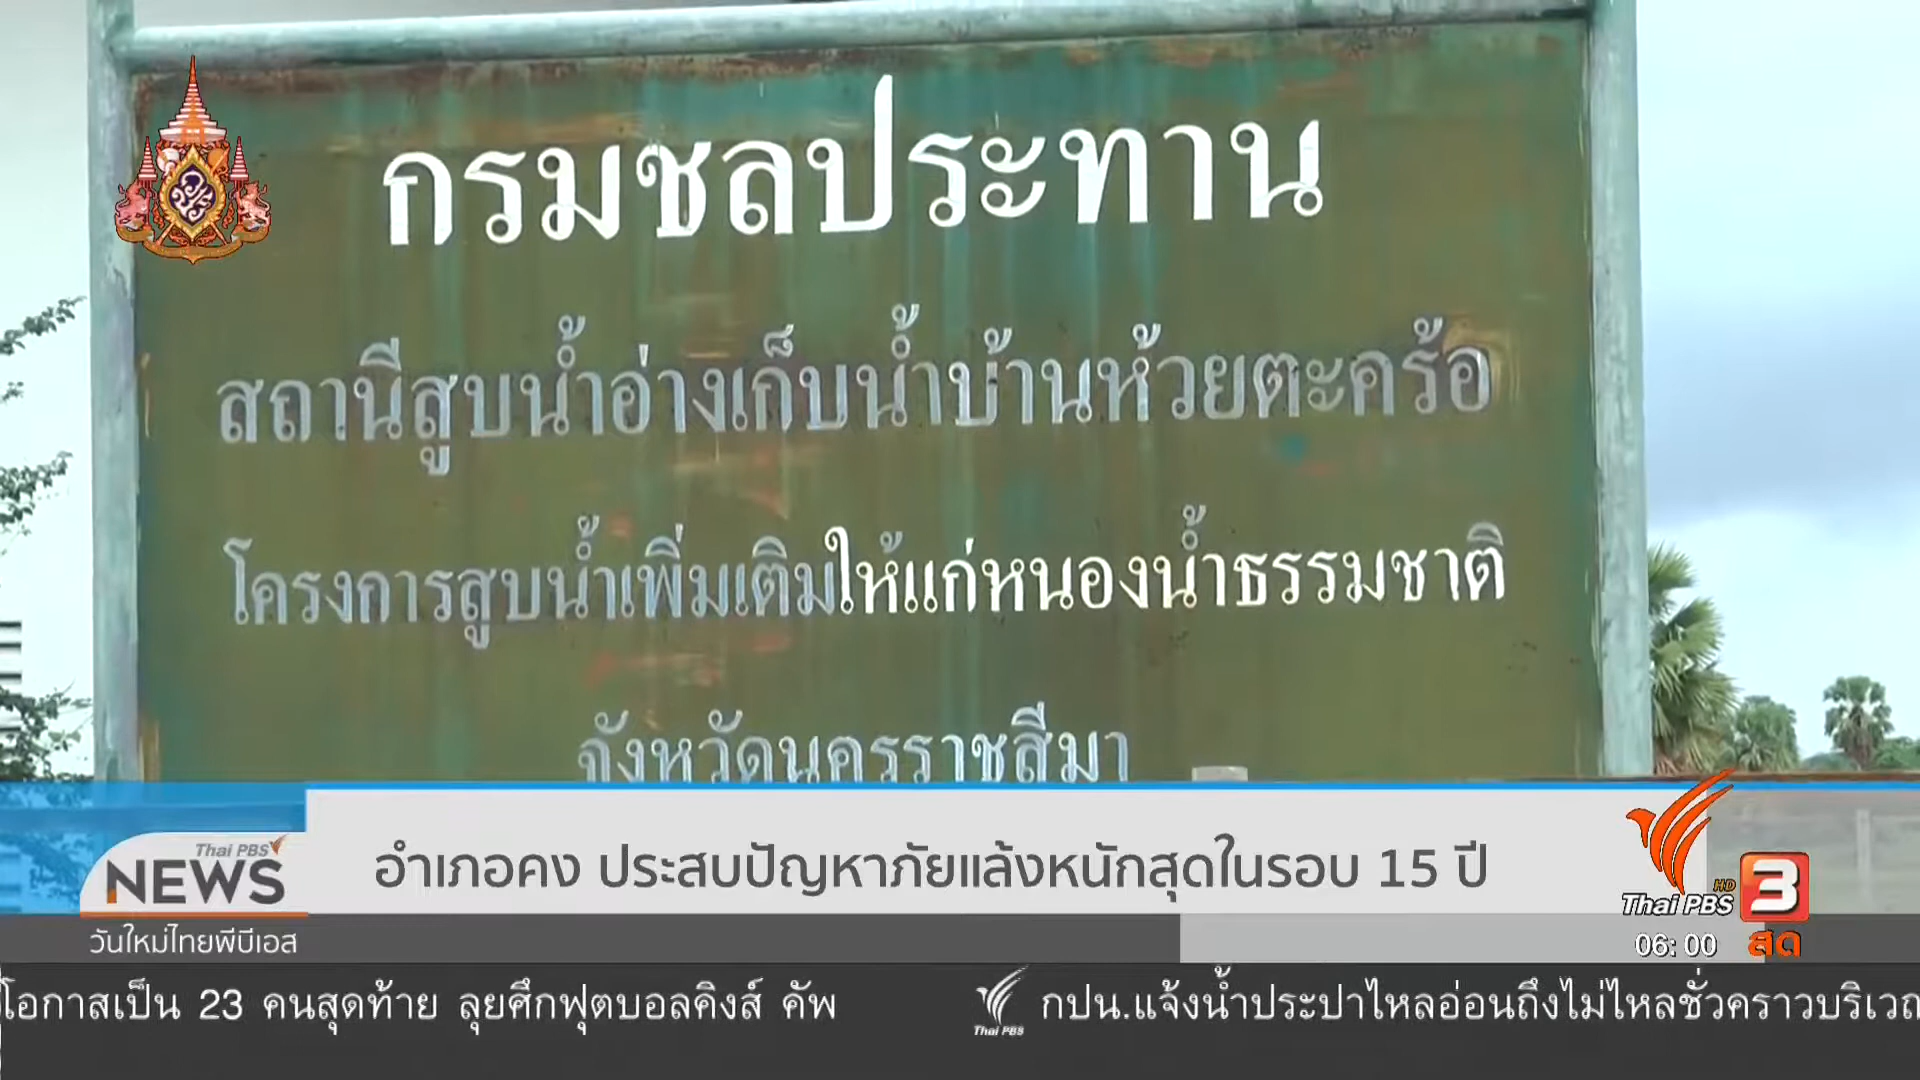 กรมชลประทาน
สถานีสูบน้ำอ่างเก็บน้ำบ้านห้วยตะคร้อ
โครงการสูบน้ำเพิ่มเติมให้แก่หนองน้ำธรรมชาติ
จังหวัดนครราชสีมา
Thai PBS
NEWS
อำเภอคง ประสบปัญหาภัยแล้งหนักสุดในรอบ 15 ปี
HD
Thai PBS 3
วันใหม่ไทยพีบีเอส
06:00 สด
โอกาสเป็น 23 คนสุดท้าย ลุยศึกฟุตบอลคิงส์ คัพ
Thai PBS
กปน.แจ้งน้ำประปาไหลอ่อนถึงไม่ไหลชั่วคราวบริเวณ